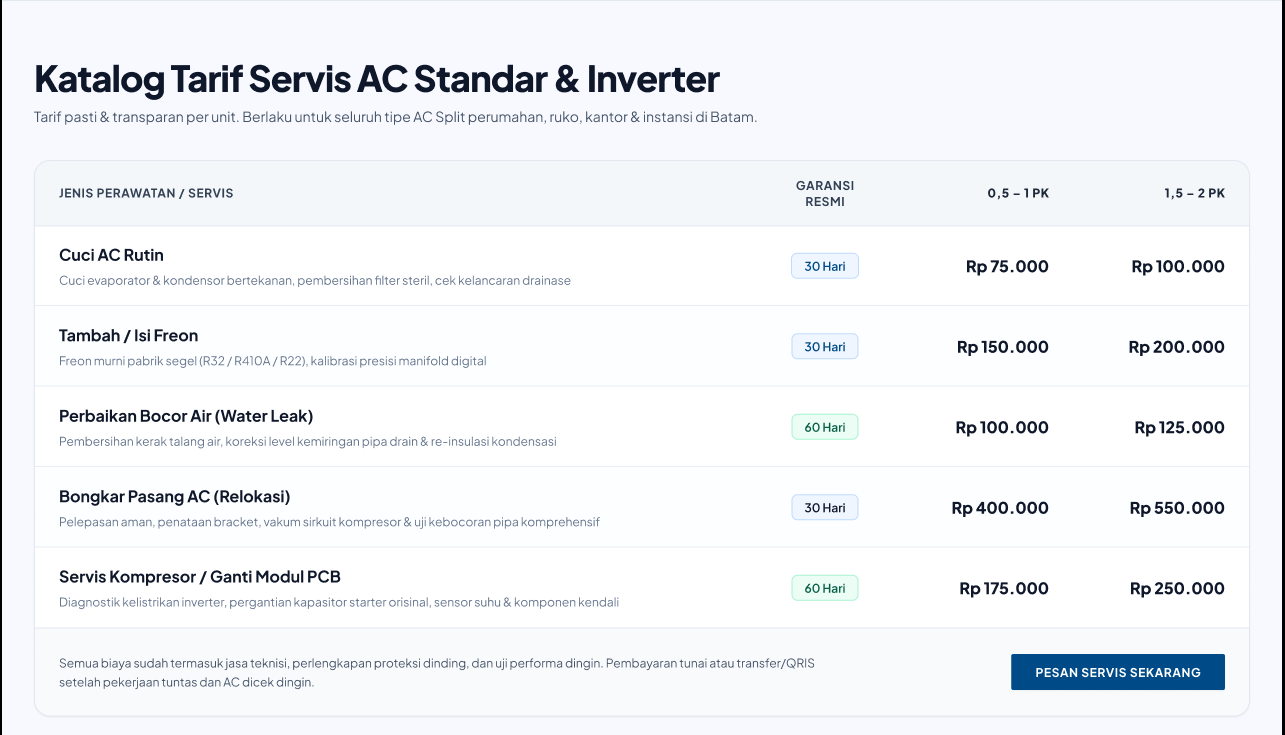 Katalog Tarif Servis AC Standar & Inverter
Tarif pasti & transparan per unit. Berlaku untuk seluruh tipe AC Split perumahan, ruko, kantor & instansi di Batam.
JENIS PERAWATAN / SERVIS
GARANSI
RESMI
0,5 – 1 PK
1,5 – 2 PK
Cuci AC Rutin
Cuci evaporator & kondensor bertekanan, pembersihan filter steril, cek kelancaran drainase
30 Hari
Rp 75.000
Rp 100.000
Tambah / Isi Freon
Freon murni pabrik segel (R32 / R410A / R22), kalibrasi presisi manifold digital
30 Hari
Rp 150.000
Rp 200.000
Perbaikan Bocor Air (Water Leak)
Pembersihan kerak talang air, koreksi level kemiringan pipa drain & re-insulasi kondensasi
60 Hari
Rp 100.000
Rp 125.000
Bongkar Pasang AC (Relokasi)
Pelepasan aman, penataan bracket, vakum sirkuit kompresor & uji kebocoran pipa komprehensif
30 Hari
Rp 400.000
Rp 550.000
Servis Kompresor / Ganti Modul PCB
Diagnostik kelistrikan inverter, pergantian kapasitor starter orisinal, sensor suhu & komponen kendali
60 Hari
Rp 175.000
Rp 250.000
Semua biaya sudah termasuk jasa teknisi, perlengkapan proteksi dinding, dan uji performa dingin. Pembayaran tunai atau transfer/QRIS
setelah pekerjaan tuntas dan AC dicek dingin.
PESAN SERVIS SEKARANG